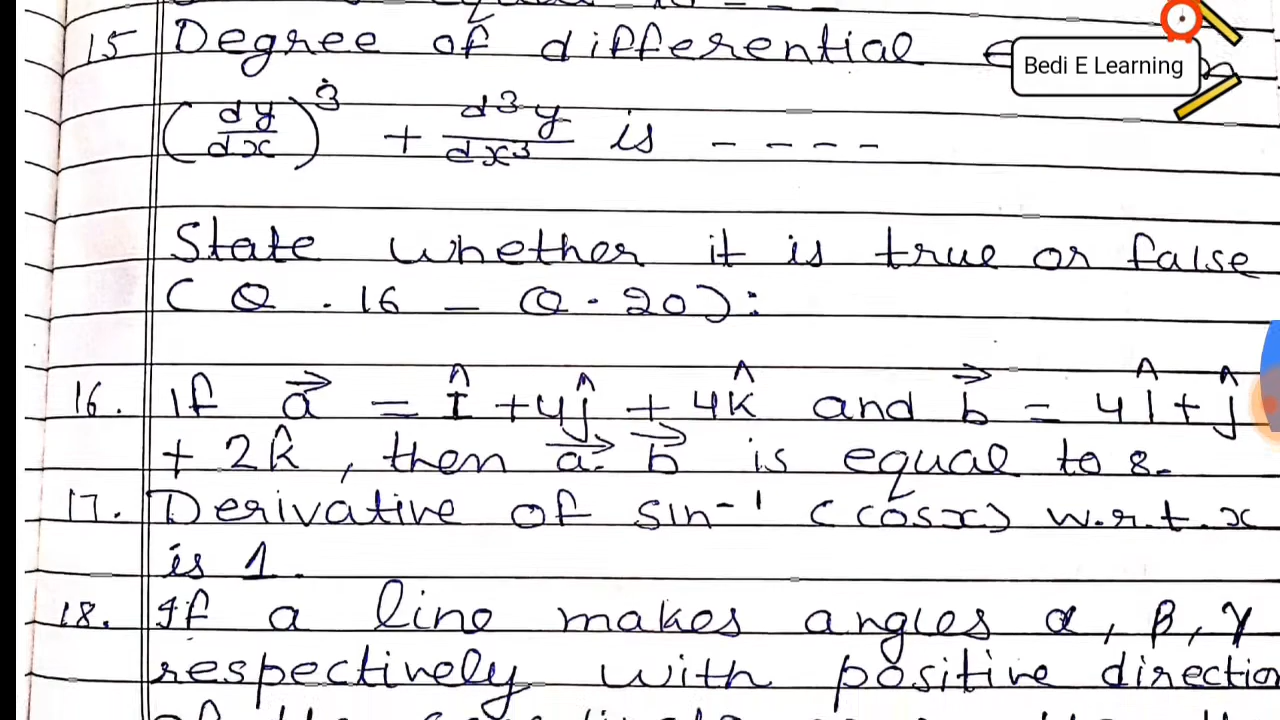 15 Degree of differential
Bedi E Learning
(dy/dx)³ + d³y/dx³ is - - - -
State whether it is true or false
(Q.16 - Q.20):
16. If a⃗ = î + 4ĵ + 4k̂ and b⃗ = 4î + ĵ
+ 2k̂, then a⃗. b⃗ is equal to 8.
17. Derivative of sin⁻¹ (cosx) w.r.t. x
is 1.
18. If a line makes angles α, β, γ
respectively with positive direction